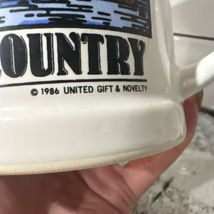 COUNTRY
© 1986 UNITED GIFT & NOVELTY